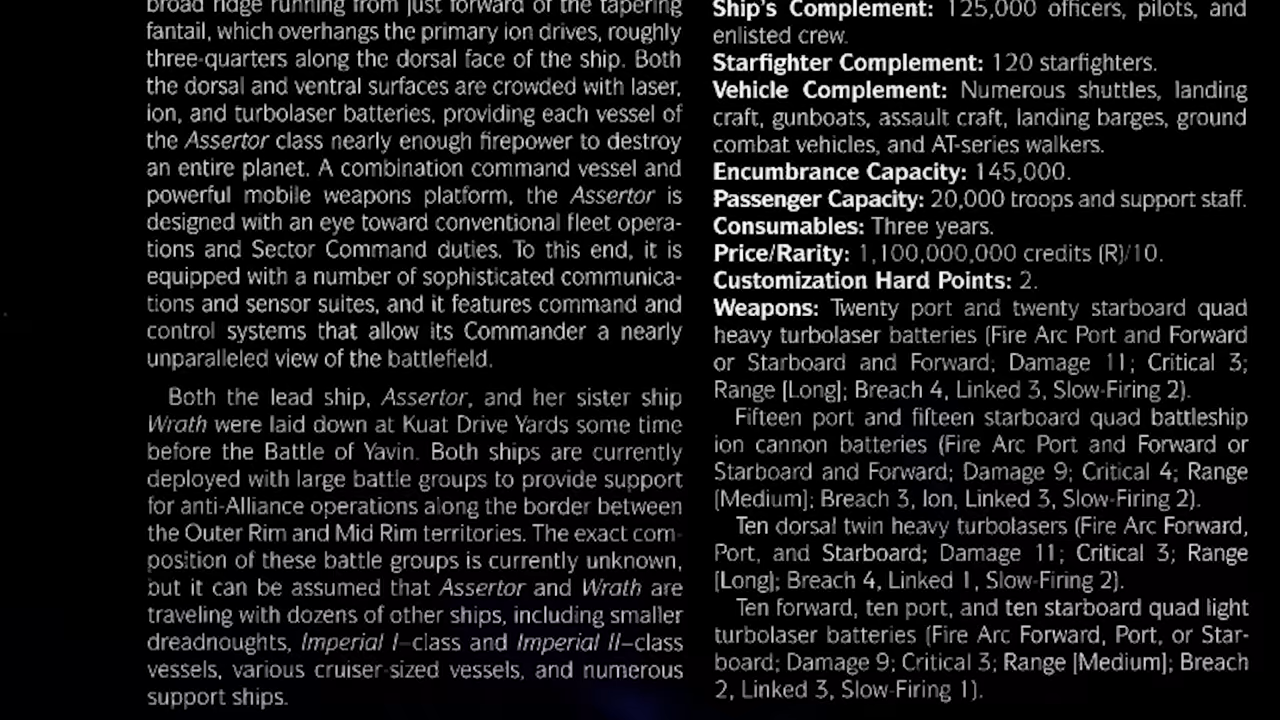 broad ridge running from just forward of the tapering
fantail, which overhangs the primary ion drives, roughly
three-quarters along the dorsal face of the ship. Both
the dorsal and ventral surfaces are crowded with laser,
ion, and turbolaser batteries, providing each vessel of
the Assertor class nearly enough firepower to destroy
an entire planet. A combination command vessel and
powerful mobile weapons platform, the Assertor is
designed with an eye toward conventional fleet opera-
tions and Sector Command duties. To this end, it is
equipped with a number of sophisticated communica-
tions and sensor suites, and it features command and
control systems that allow its Commander a nearly
unparalleled view of the battlefield.
Both the lead ship, Assertor, and her sister ship
Wrath were laid down at Kuat Drive Yards some time
before the Battle of Yavin. Both ships are currently
deployed with large battle groups to provide support
for anti-Alliance operations along the border between
the Outer Rim and Mid Rim territories. The exact com-
position of these battle groups is currently unknown,
but it can be assumed that Assertor and Wrath are
traveling with dozens of other ships, including smaller
dreadnoughts, Imperial I–class and Imperial II–class
vessels, various cruiser-sized vessels, and numerous
support ships.
Ship's Complement: 125,000 officers, pilots, and
enlisted crew.
Starfighter Complement: 120 starfighters.
Vehicle Complement: Numerous shuttles, landing
craft, gunboats, assault craft, landing barges, ground
combat vehicles, and AT-series walkers.
Encumbrance Capacity: 145,000.
Passenger Capacity: 20,000 troops and support staff.
Consumables: Three years.
Price/Rarity: 1,100,000,000 credits (R)/10.
Customization Hard Points: 2.
Weapons: Twenty port and twenty starboard quad
heavy turbolaser batteries (Fire Arc Port and Forward
or Starboard and Forward; Damage 11; Critical 3;
Range [Long]; Breach 4, Linked 3, Slow-Firing 2).
Fifteen port and fifteen starboard quad battleship
ion cannon batteries (Fire Arc Port and Forward or
Starboard and Forward; Damage 9; Critical 4; Range
[Medium]; Breach 3, Ion, Linked 3, Slow-Firing 2).
Ten dorsal twin heavy turbolasers (Fire Arc Forward,
Port, and Starboard; Damage 11; Critical 3; Range
[Long]; Breach 4, Linked 1, Slow-Firing 2).
Ten forward, ten port, and ten starboard quad light
turbolaser batteries (Fire Arc Forward, Port, or Star-
board; Damage 9; Critical 3; Range [Medium]; Breach
2, Linked 3, Slow-Firing 1).